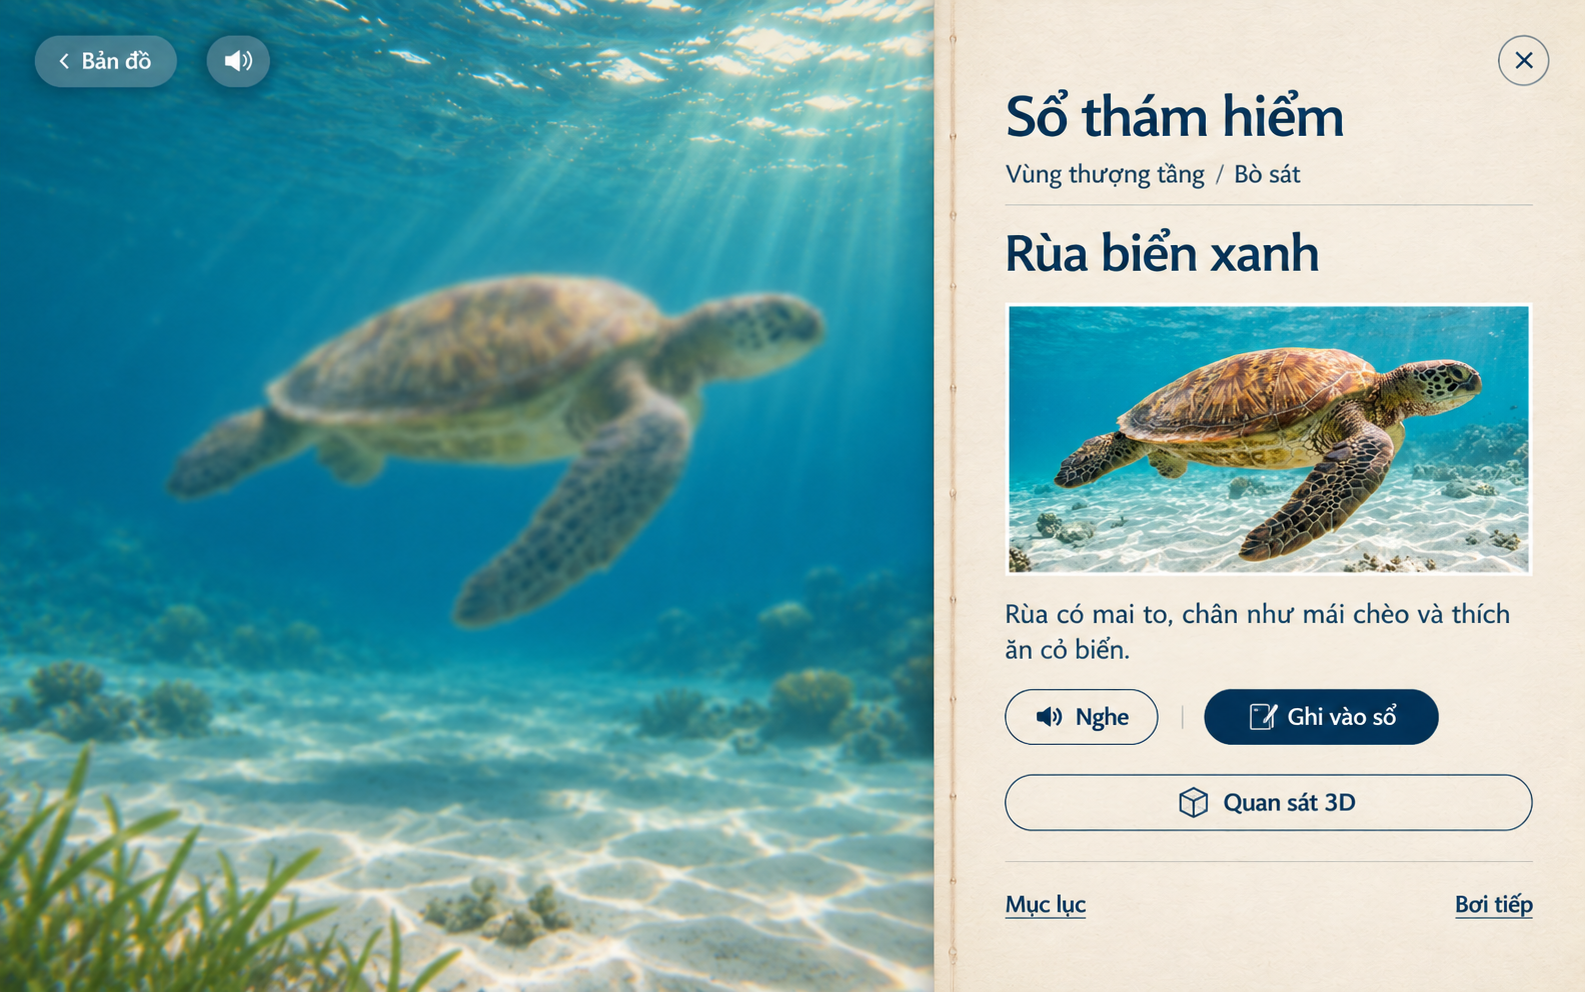 Bản đồ
Sổ thám hiểm
Vùng thượng tầng / Bò sát
Rùa biển xanh
Rùa có mai to, chân như mái chèo và thích
ăn cỏ biển.
Nghe
Ghi vào sổ
Quan sát 3D
Mục lục
Bơi tiếp